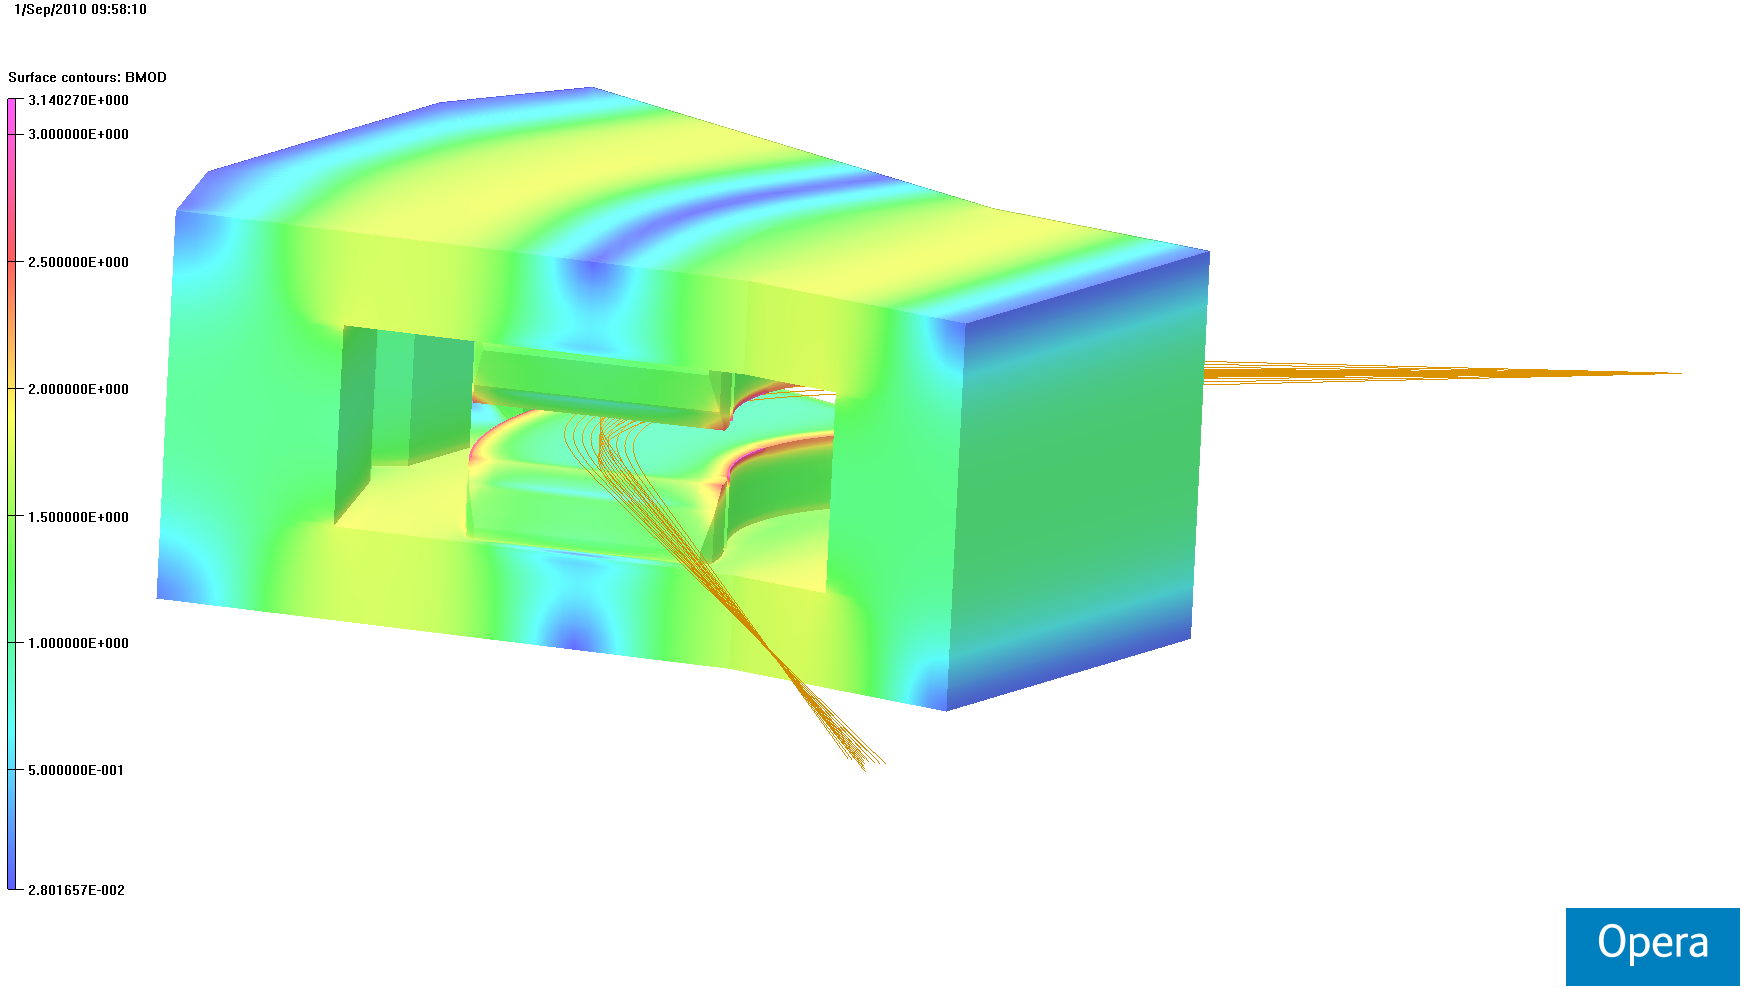 1/Sep/2010 09:58:10
Surface contours: BMOD
3.140270E+000
3.000000E+000
2.500000E+000
2.000000E+000
1.500000E+000
1.000000E+000
5.000000E-001
2.801657E-002
Opera